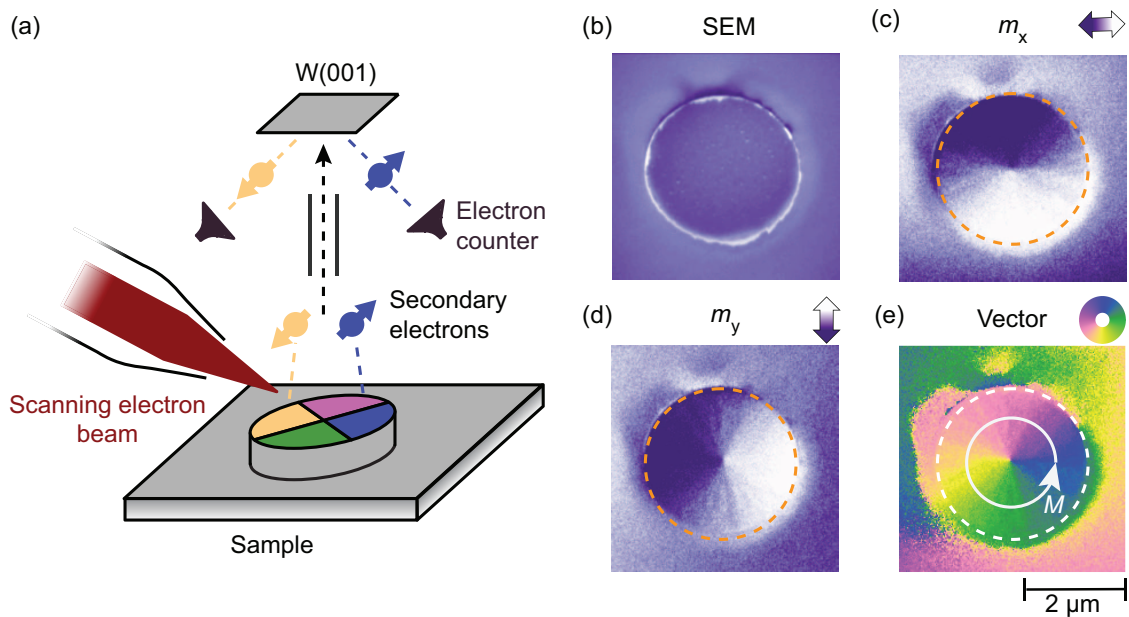 (a)
W(001)
Electron
counter
Secondary
electrons
Scanning electron
beam
Sample
(b)
SEM
(c)
mx
(d)
my
(e)
Vector
M
2 µm